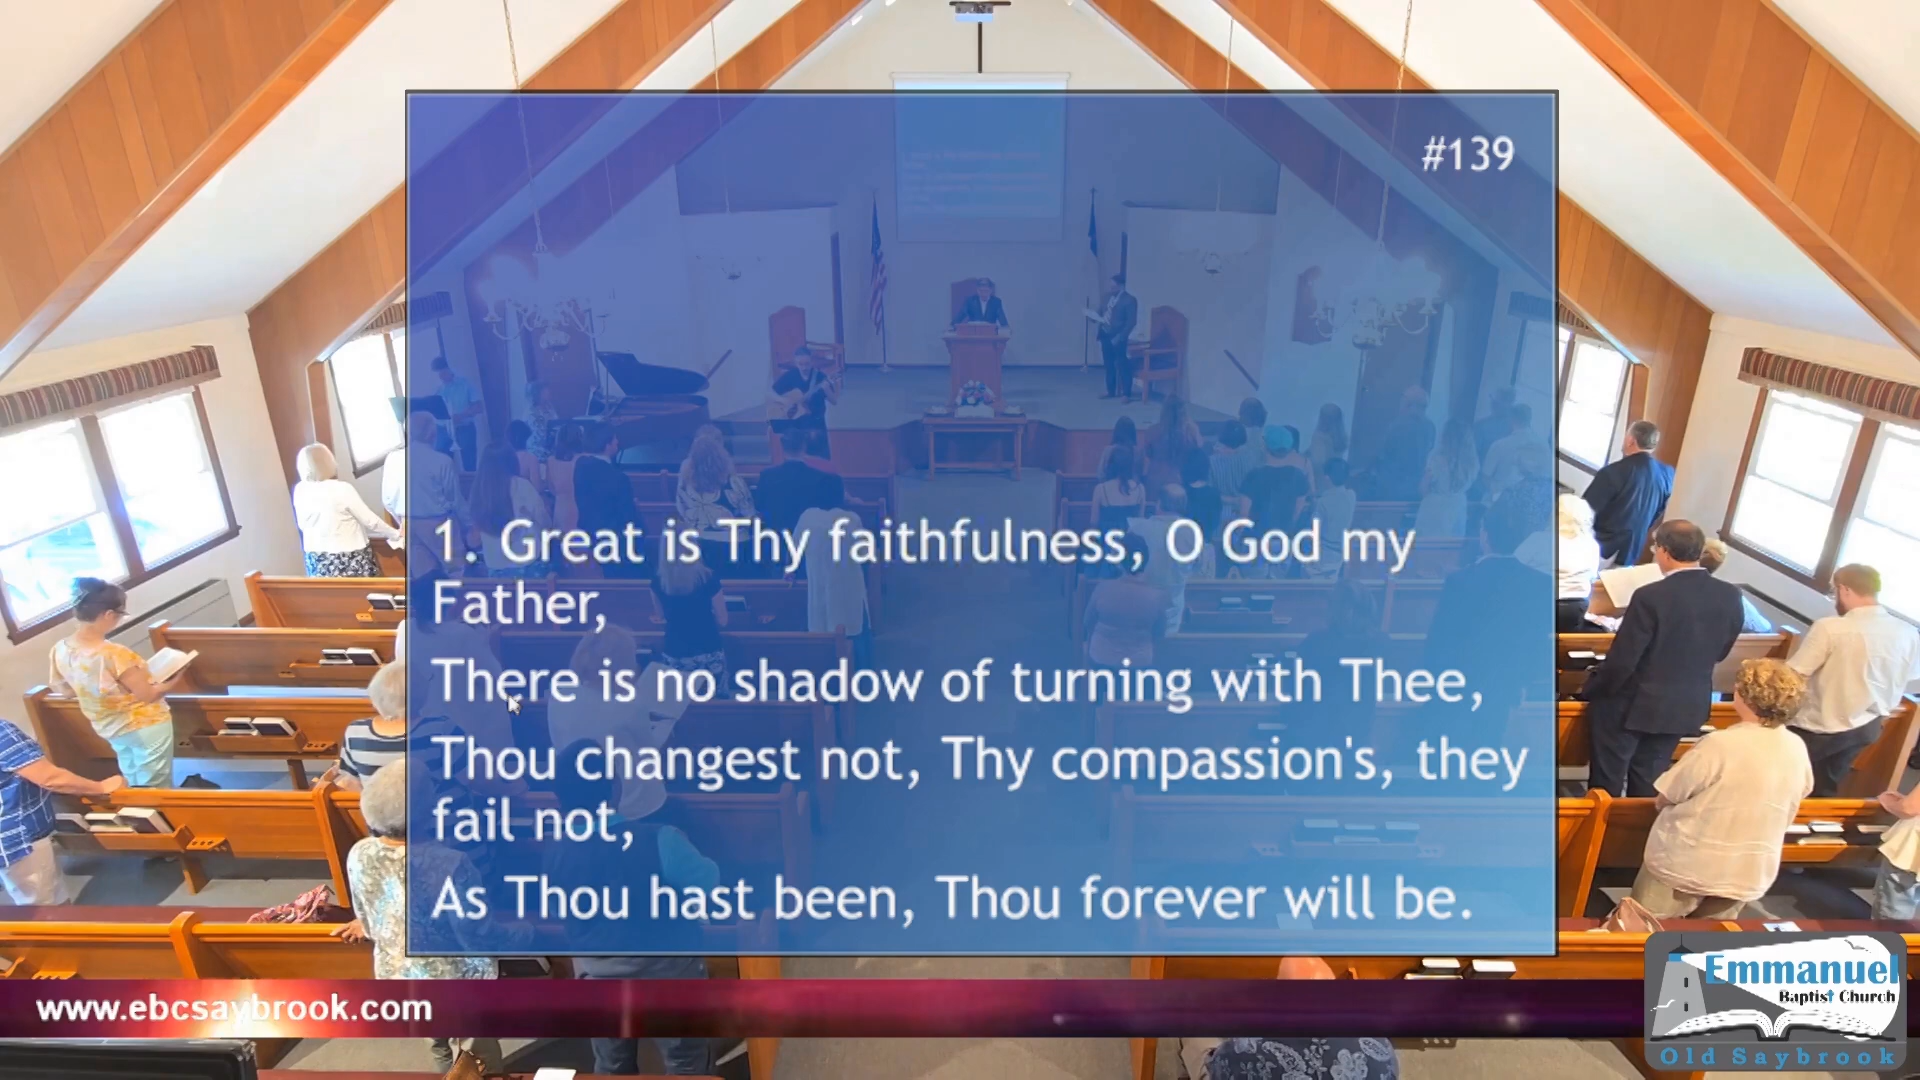 #139
1. Great is Thy faithfulness, O God my
Father,
There is no shadow of turning with Thee,
Thou changest not, Thy compassion's, they
fail not,
As Thou hast been, Thou forever will be.
www.ebcsaybrook.com
Emmanuel
Baptist Church
Old Saybrook